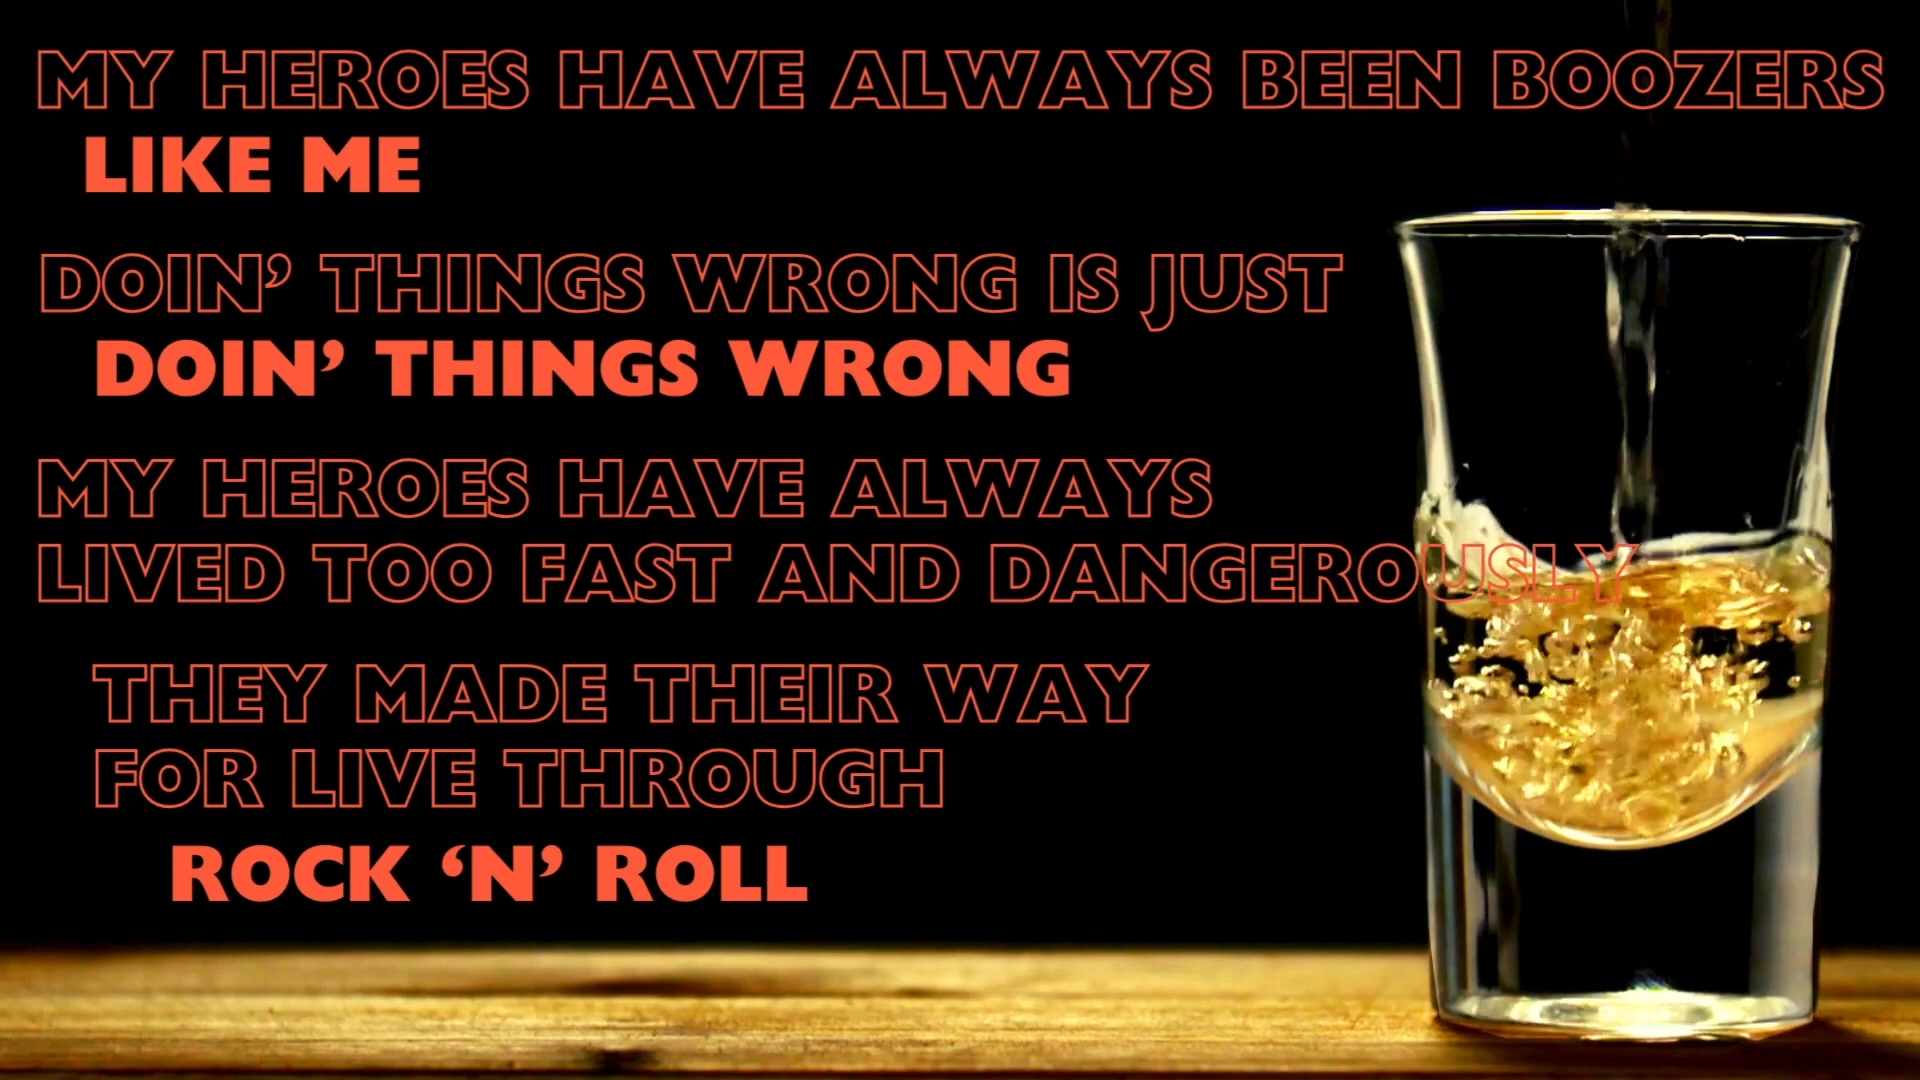 MY HEROES HAVE ALWAYS BEEN BOOZERS
LIKE ME
DOIN’ THINGS WRONG IS JUST
DOIN’ THINGS WRONG
MY HEROES HAVE ALWAYS
LIVED TOO FAST AND DANGEROUSLY
THEY MADE THEIR WAY
FOR LIVE THROUGH
ROCK ‘N’ ROLL